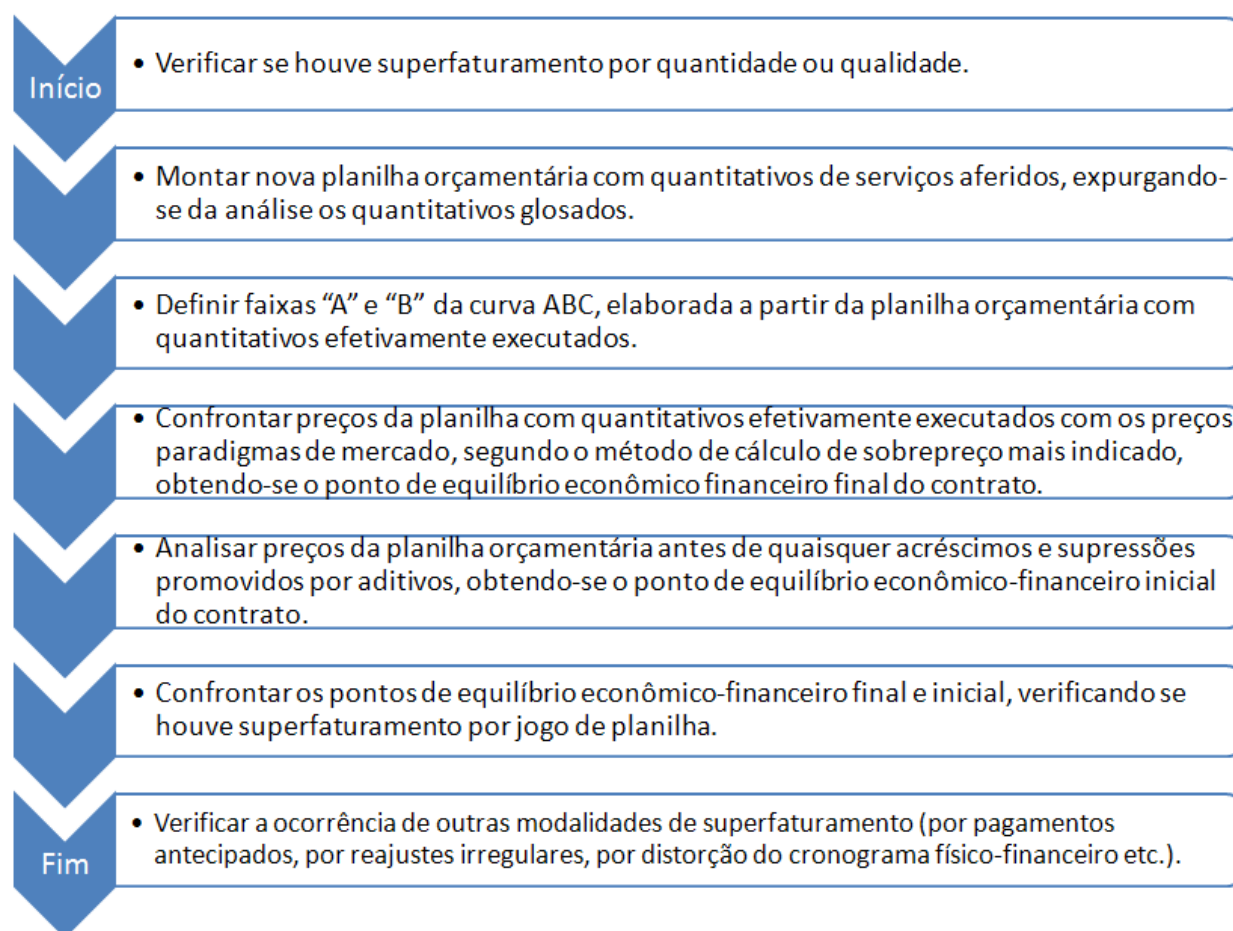 Início
• Verificar se houve superfaturamento por quantidade ou qualidade.
• Montar nova planilha orçamentária com quantitativos de serviços aferidos, expurgando-
se da análise os quantitativos glosados.
• Definir faixas “A” e “B” da curva ABC, elaborada a partir da planilha orçamentária com
quantitativos efetivamente executados.
• Confrontar preços da planilha com quantitativos efetivamente executados com os preços
paradigmas de mercado, segundo o método de cálculo de sobrepreço mais indicado,
obtendo-se o ponto de equilíbrio econômico financeiro final do contrato.
• Analisar preços da planilha orçamentária antes de quaisquer acréscimos e supressões
promovidos por aditivos, obtendo-se o ponto de equilíbrio econômico-financeiro inicial
do contrato.
• Confrontar os pontos de equilíbrio econômico-financeiro final e inicial, verificando se
houve superfaturamento por jogo de planilha.
Fim
• Verificar a ocorrência de outras modalidades de superfaturamento (por pagamentos
antecipados, por reajustes irregulares, por distorção do cronograma físico-financeiro etc.).